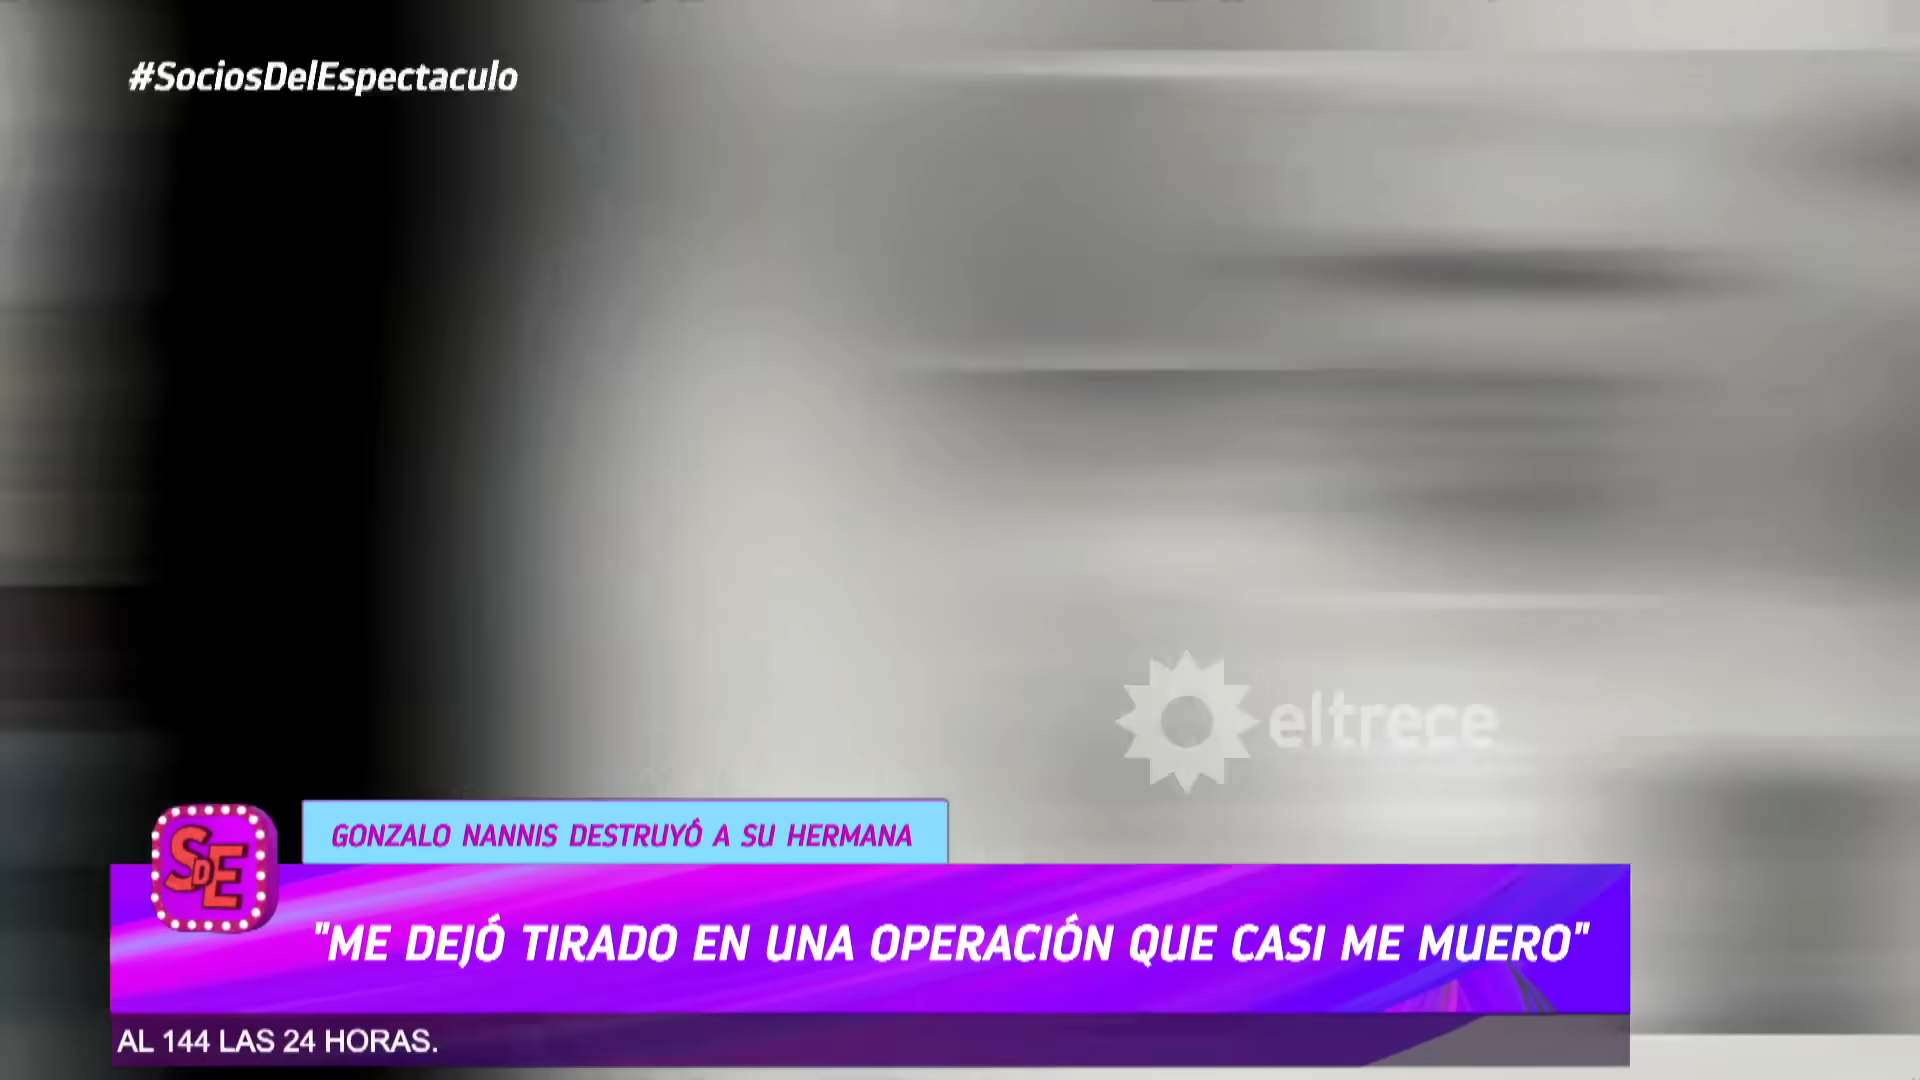 #SociosDelEspectaculo
eltrece
SDE
GONZALO NANNIS DESTRUYÓ A SU HERMANA
"ME DEJÓ TIRADO EN UNA OPERACIÓN QUE CASI ME MUERO"
AL 144 LAS 24 HORAS.